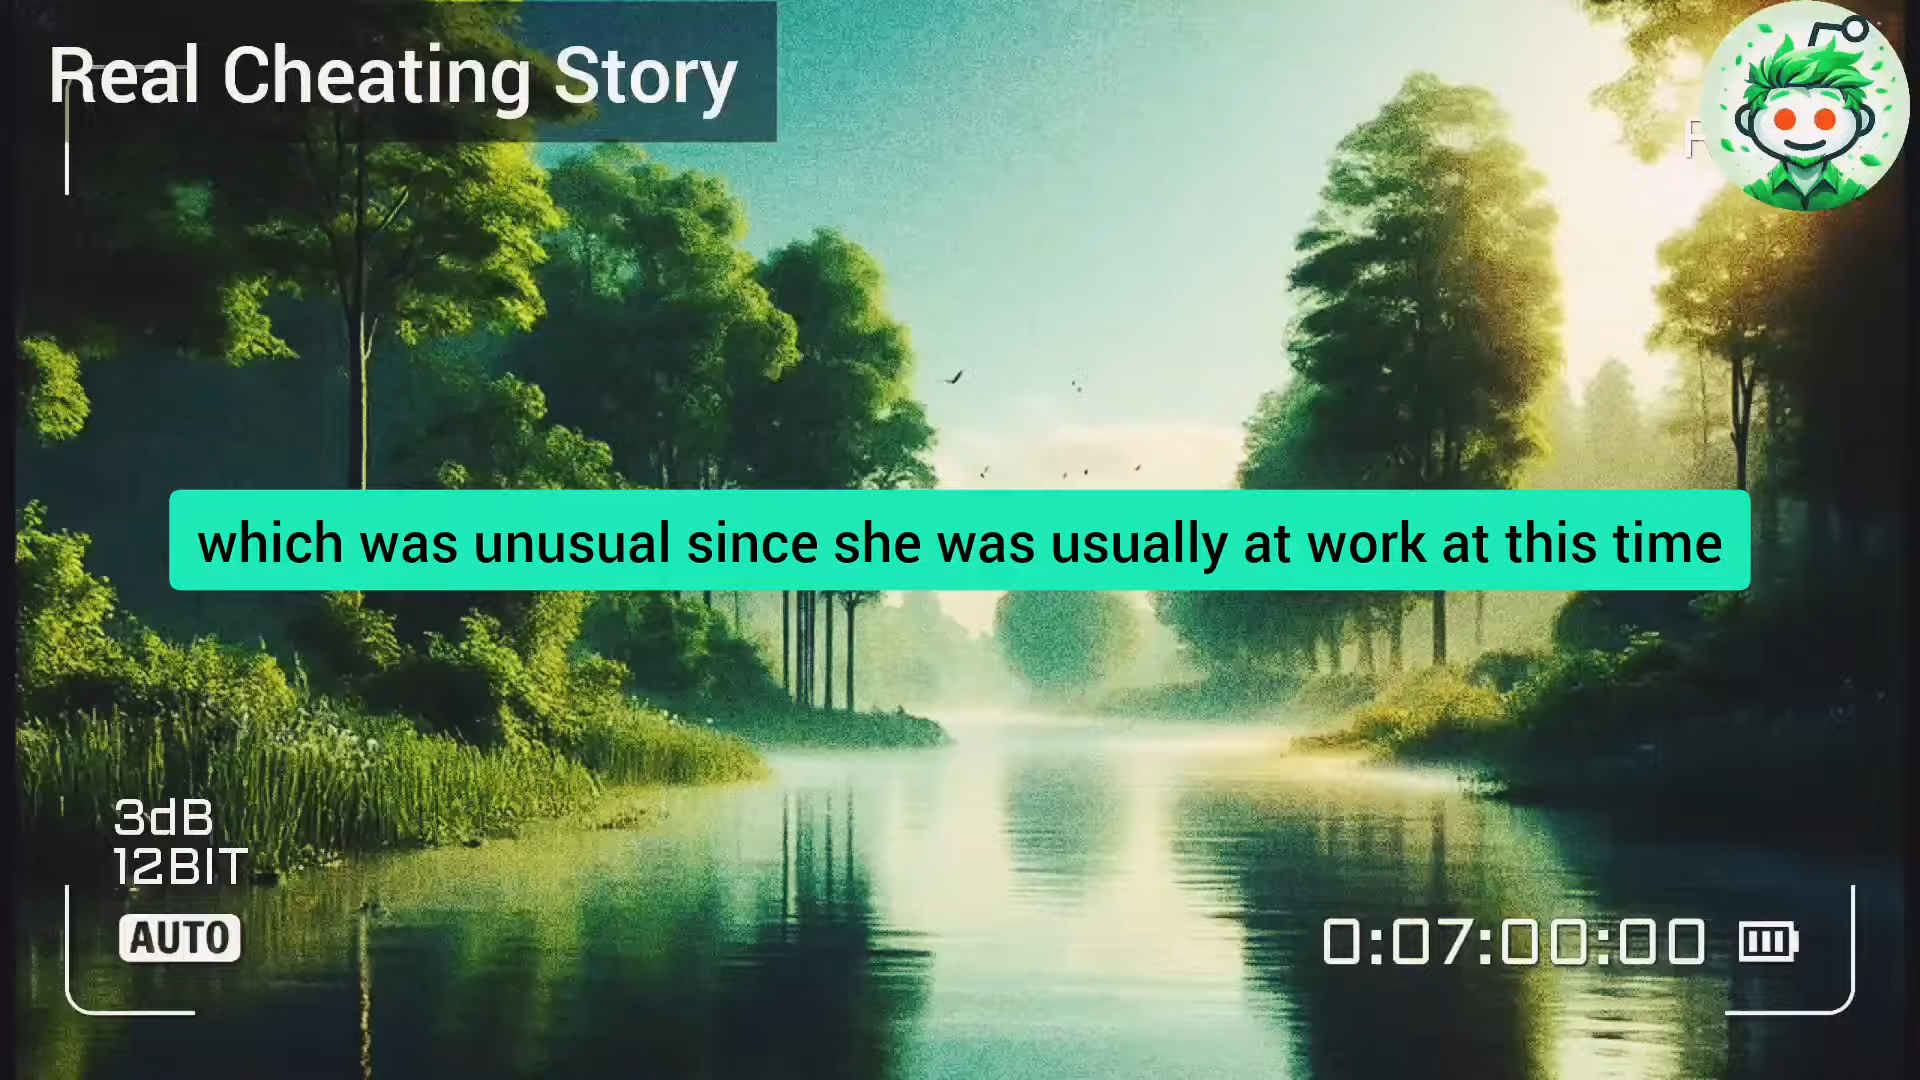 Real Cheating Story
R
which was unusual since she was usually at work at this time
3dB
12BIT
AUTO
0:07:00:00